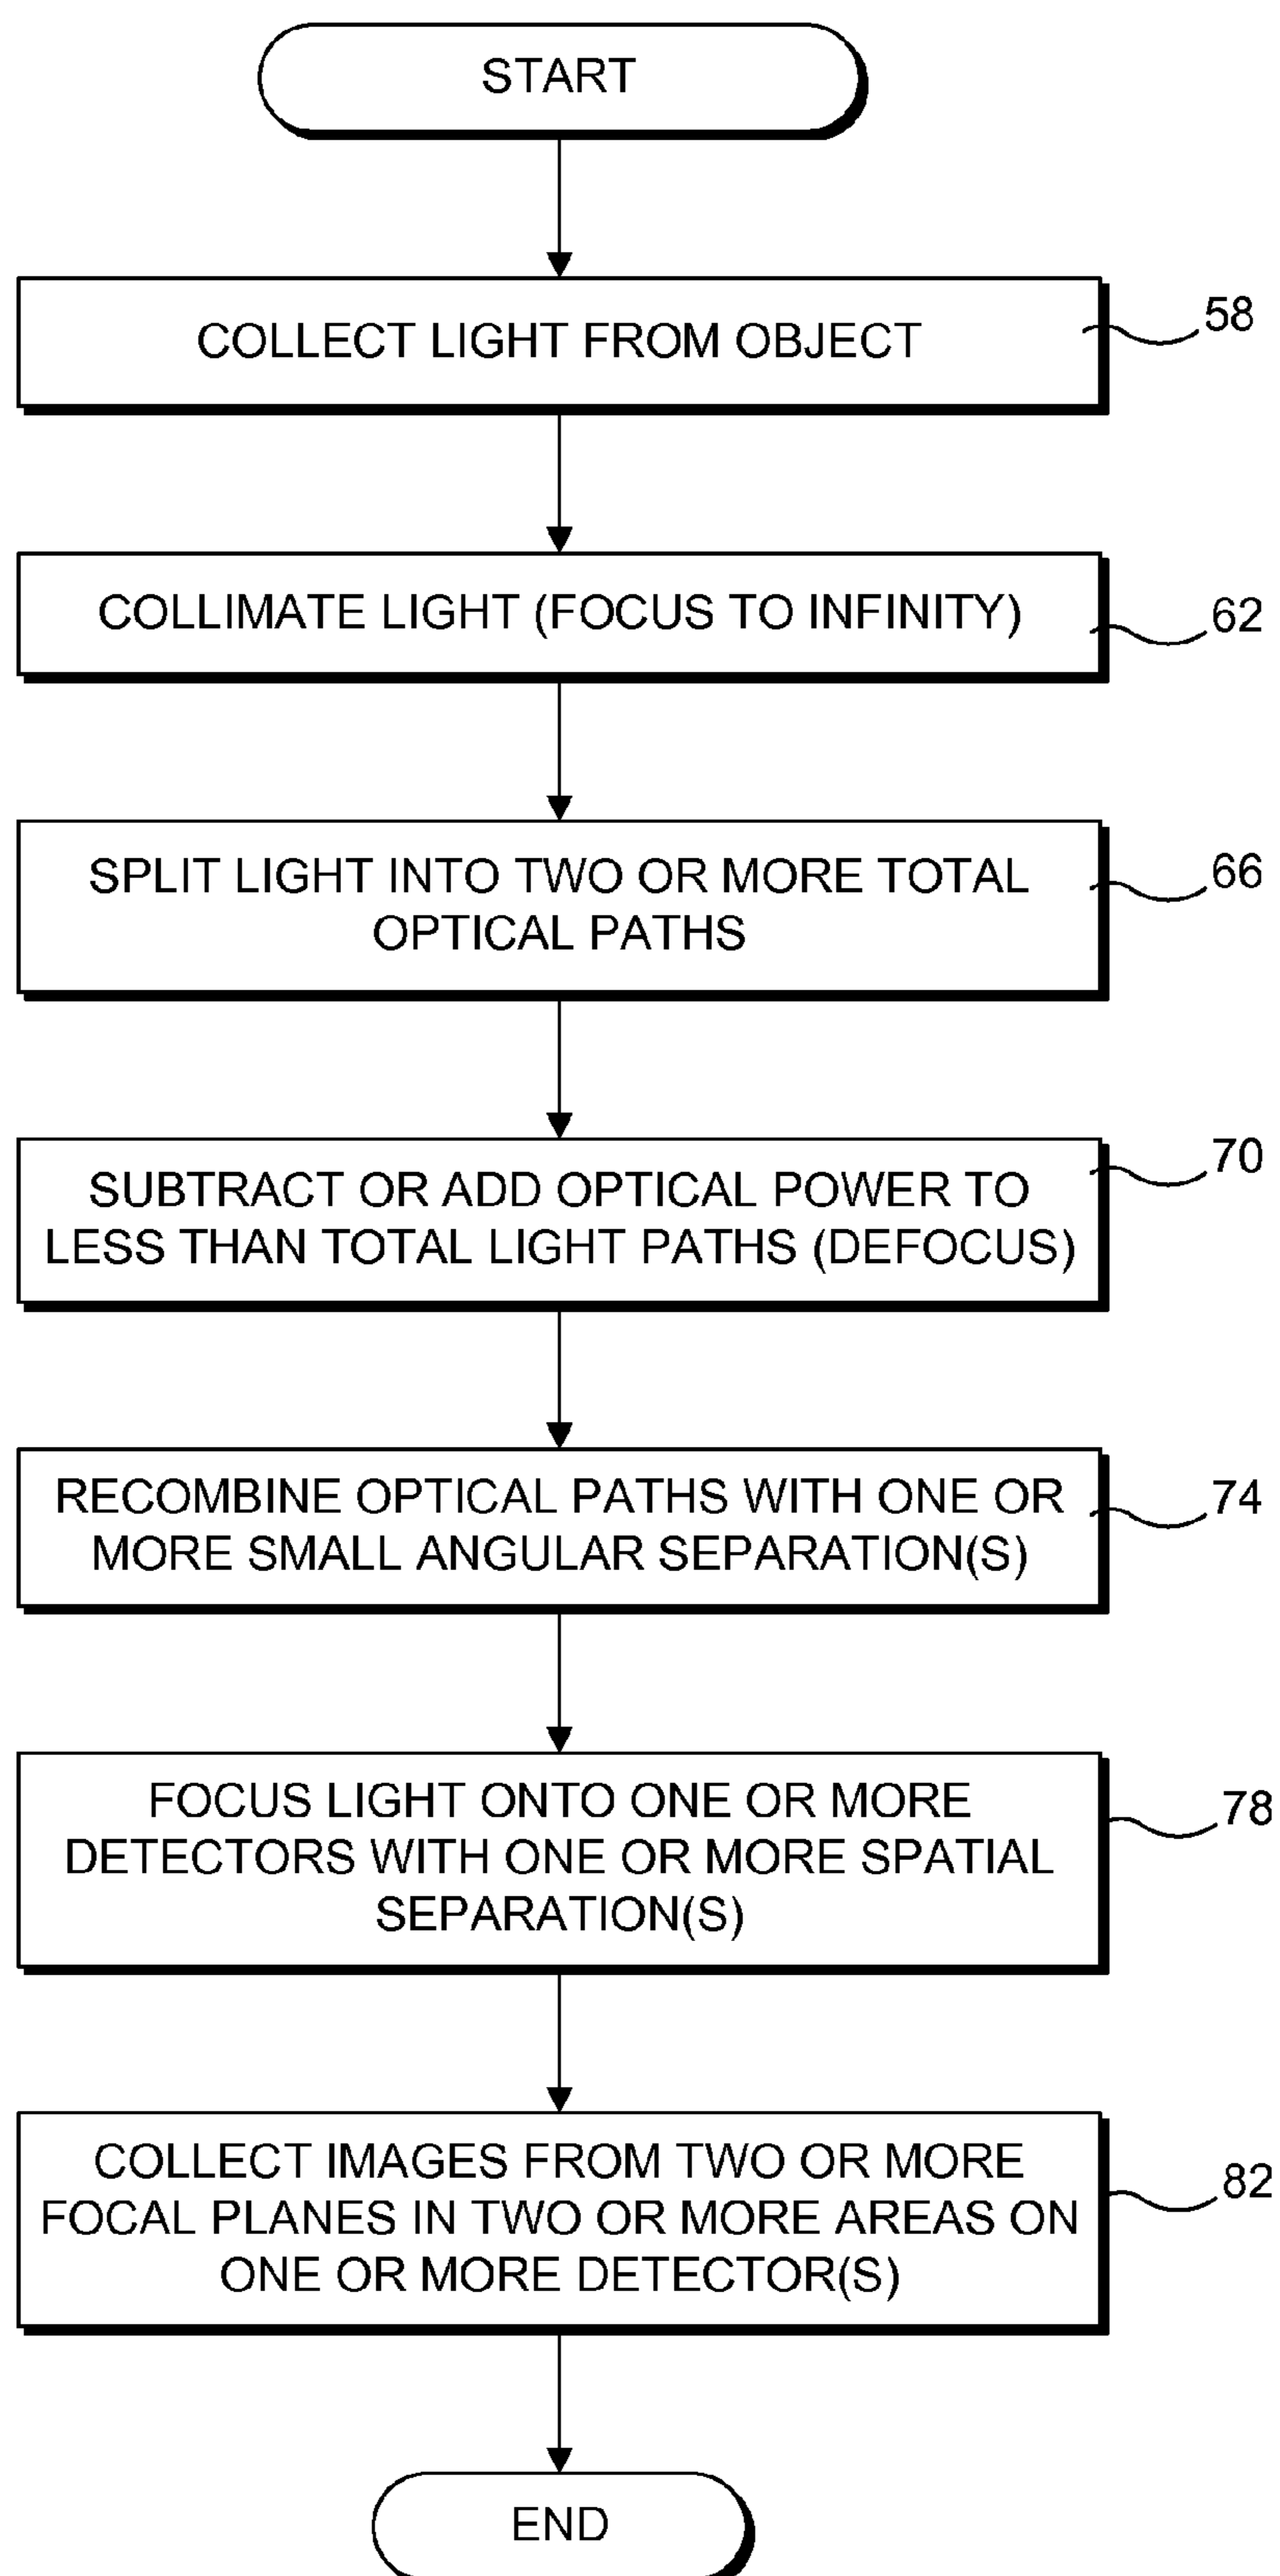 START
COLLECT LIGHT FROM OBJECT
58
COLLIMATE LIGHT (FOCUS TO INFINITY)
62
SPLIT LIGHT INTO TWO OR MORE TOTAL
OPTICAL PATHS
66
SUBTRACT OR ADD OPTICAL POWER TO
LESS THAN TOTAL LIGHT PATHS (DEFOCUS)
70
RECOMBINE OPTICAL PATHS WITH ONE OR
MORE SMALL ANGULAR SEPARATION(S)
74
FOCUS LIGHT ONTO ONE OR MORE
DETECTORS WITH ONE OR MORE SPATIAL
SEPARATION(S)
78
COLLECT IMAGES FROM TWO OR MORE
FOCAL PLANES IN TWO OR MORE AREAS ON
ONE OR MORE DETECTOR(S)
82
END